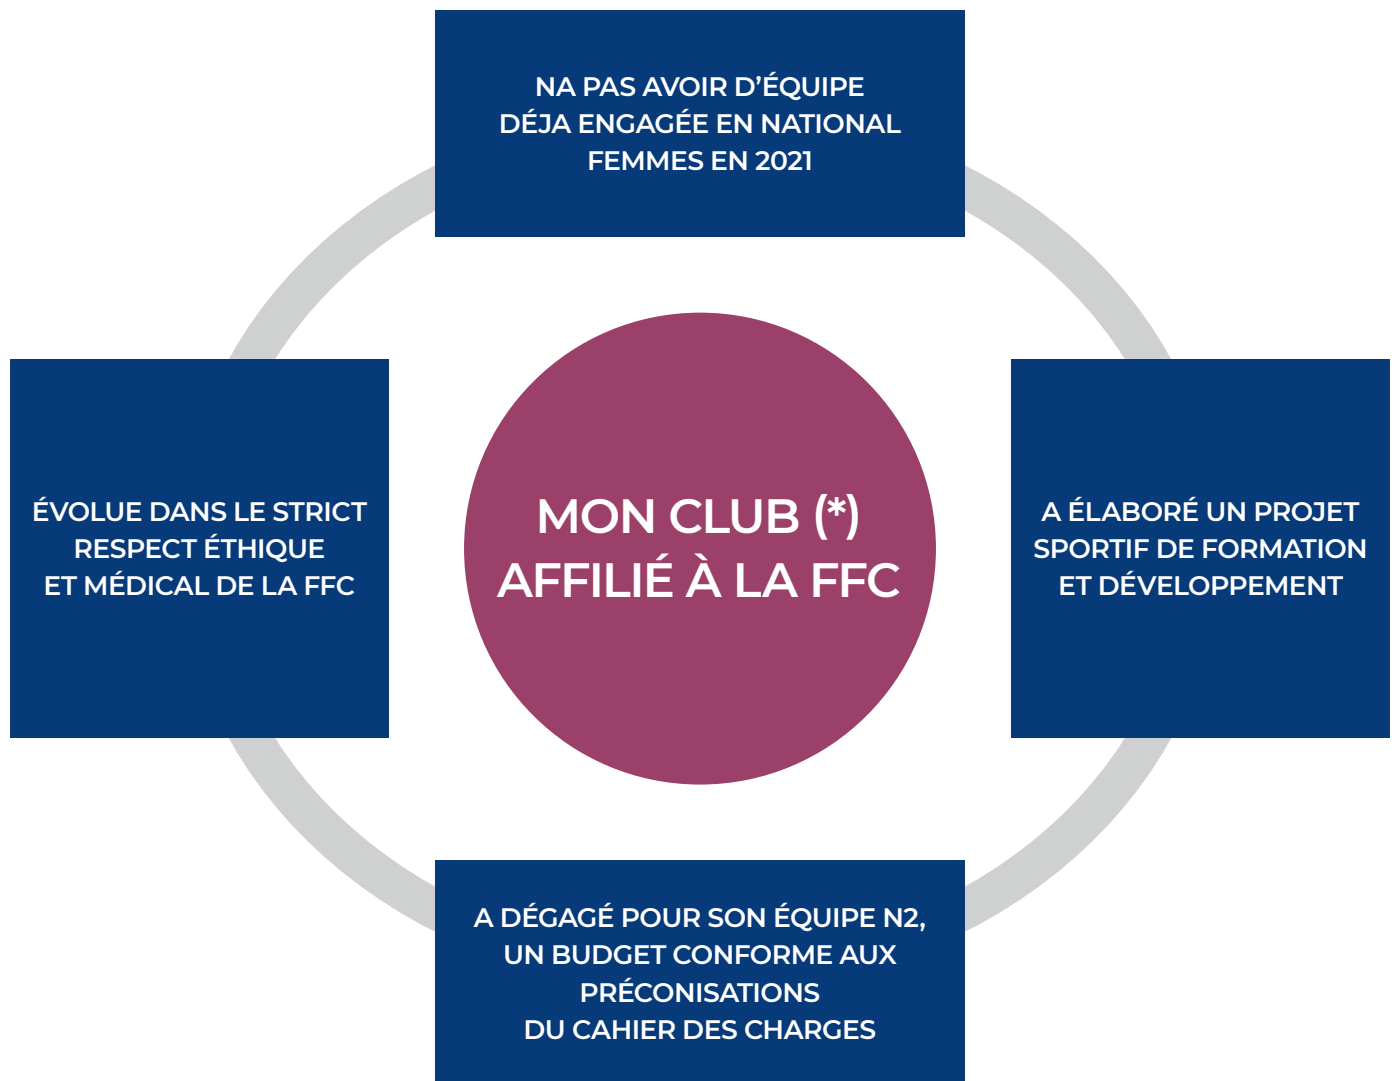 NA PAS AVOIR D’ÉQUIPE
DÉJA ENGAGÉE EN NATIONAL
FEMMES EN 2021
ÉVOLUE DANS LE STRICT
RESPECT ÉTHIQUE
ET MÉDICAL DE LA FFC
MON CLUB (*)
AFFILIÉ À LA FFC
A ÉLABORÉ UN PROJET
SPORTIF DE FORMATION
ET DÉVELOPPEMENT
A DÉGAGÉ POUR SON ÉQUIPE N2,
UN BUDGET CONFORME AUX
PRÉCONISATIONS
DU CAHIER DES CHARGES